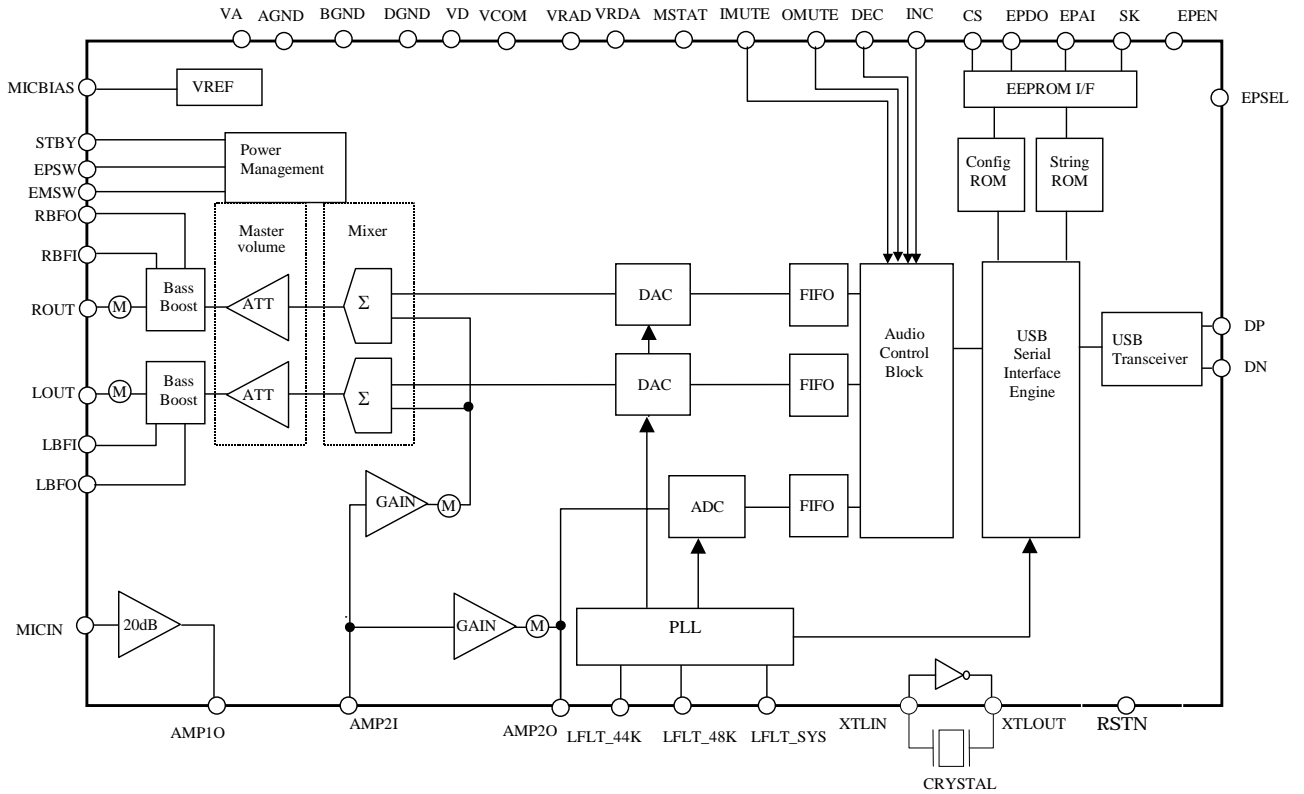 VA
AGND
BGND
DGND
VD
VCOM
VRAD
VRDA
MSTAT
IMUTE
OMUTE
DEC
INC
CS
EPDO
EPAI
SK
EPEN
MICBIAS
VREF
EEPROM I/F
EPSEL
STBY
EPSW
EMSW
Power
Management
Config
ROM
String
ROM
RBFO
RBFI
ROUT
M
Bass
Boost
Master
volume
ATT
Mixer
Σ
DAC
FIFO
Audio
Control
Block
USB
Serial
Interface
Engine
USB
Transceiver
DP
DN
LOUT
M
Bass
Boost
ATT
Σ
DAC
FIFO
LBFI
LBFO
GAIN
M
ADC
FIFO
MICIN
20dB
GAIN
M
PLL
AMP1O
AMP2I
AMP2O
LFLT_44K
LFLT_48K
LFLT_SYS
XTLIN
XTLOUT
RSTN
CRYSTAL